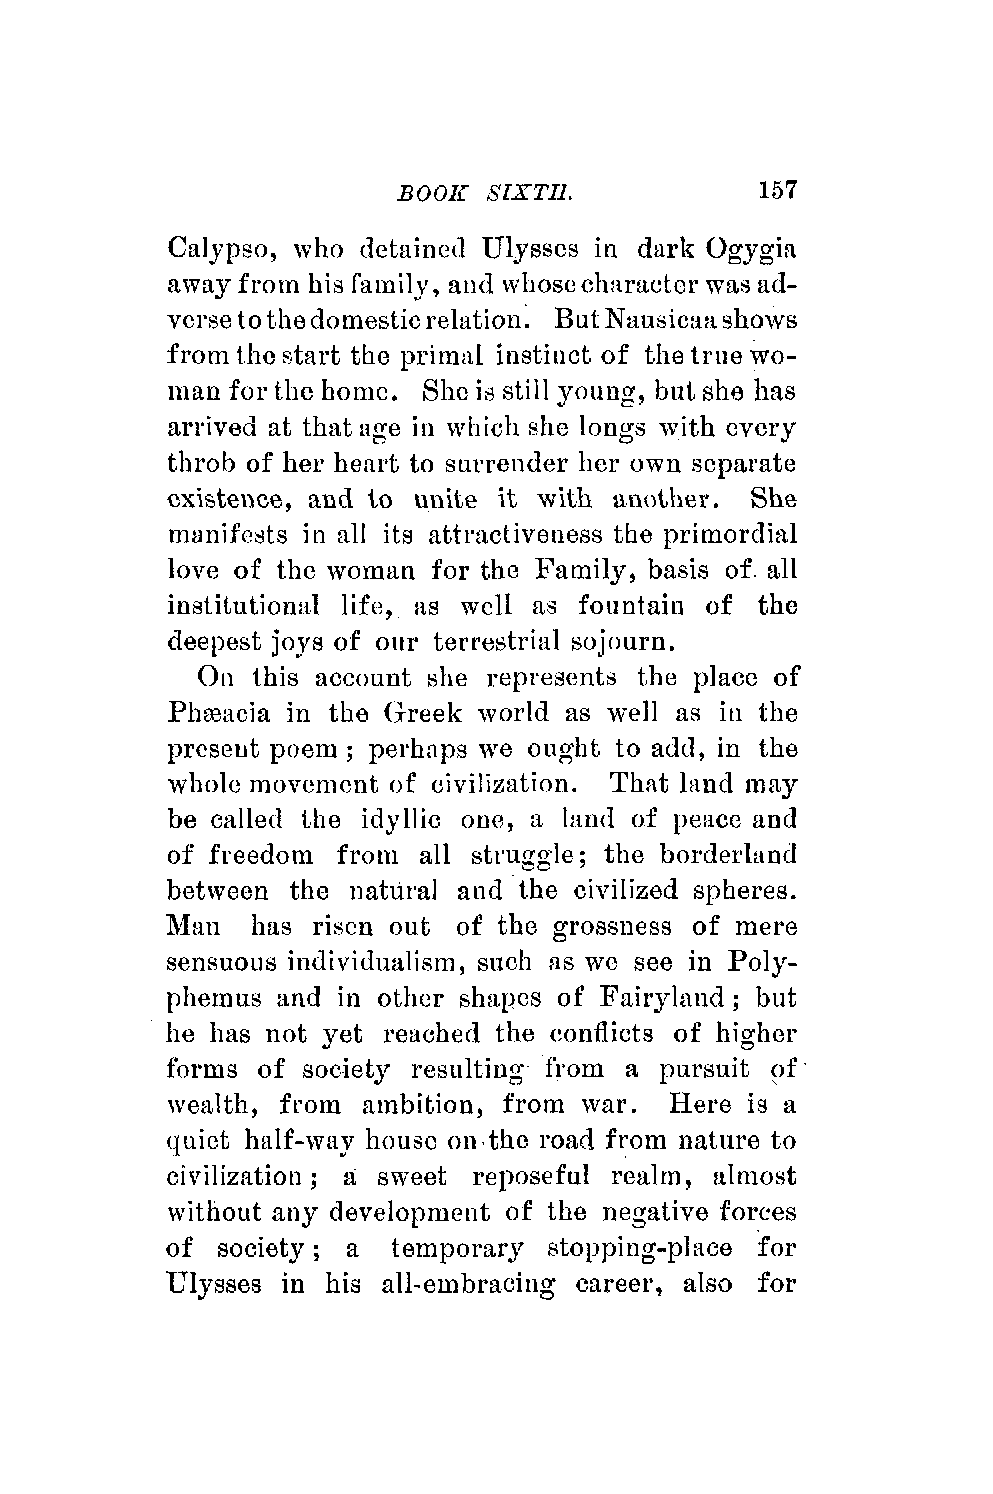 BOOK SIXTH. 157
Calypso, who detained Ulysses in dark Ogygia
away from his family, and whose character was ad-
verse to the domestic relation. But Nausicaa shows
from the start the primal instinct of the true wo-
man for the home. She is still young, but she has
arrived at that age in which she longs with every
throb of her heart to surrender her own separate
existence, and to unite it with another. She
manifests in all its attractiveness the primordial
love of the woman for the Family, basis of all
institutional life, as well as fountain of the
deepest joys of our terrestrial sojourn.
On this account she represents the place of
Phæacia in the Greek world as well as in the
present poem; perhaps we ought to add, in the
whole movement of civilization. That land may
be called the idyllic one, a land of peace and
of freedom from all struggle; the borderland
between the natural and the civilized spheres.
Man has risen out of the grossness of mere
sensuous individualism, such as we see in Poly-
phemus and in other shapes of Fairyland; but
he has not yet reached the conflicts of higher
forms of society resulting from a pursuit of
wealth, from ambition, from war. Here is a
quiet half-way house on the road from nature to
civilization; a sweet reposeful realm, almost
without any development of the negative forces
of society; a temporary stopping-place for
Ulysses in his all-embracing career, also for